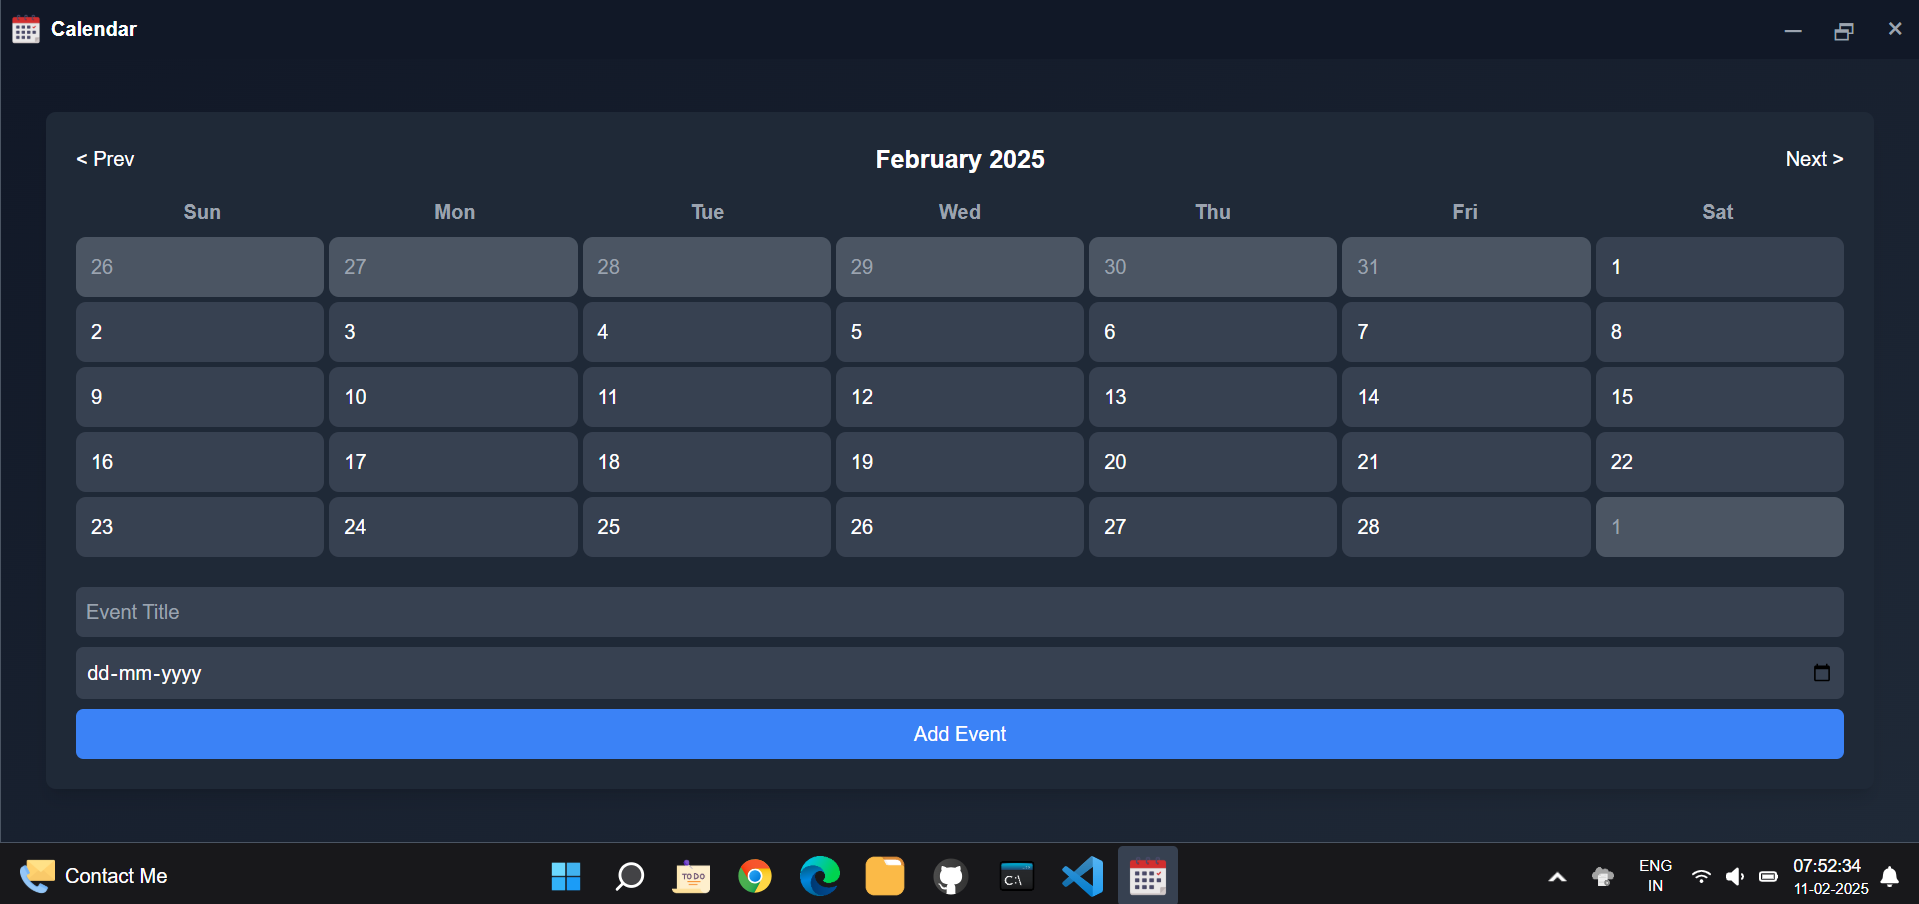 Calendar
< Prev
February 2025
Next >
Sun Mon Tue Wed Thu Fri Sat
26 27 28 29 30 31 1
2 3 4 5 6 7 8
9 10 11 12 13 14 15
16 17 18 19 20 21 22
23 24 25 26 27 28 1
Event Title
dd-mm-yyyy
Add Event
Contact Me
TO DO
C:\
ENG
IN
07:52:34
11-02-2025